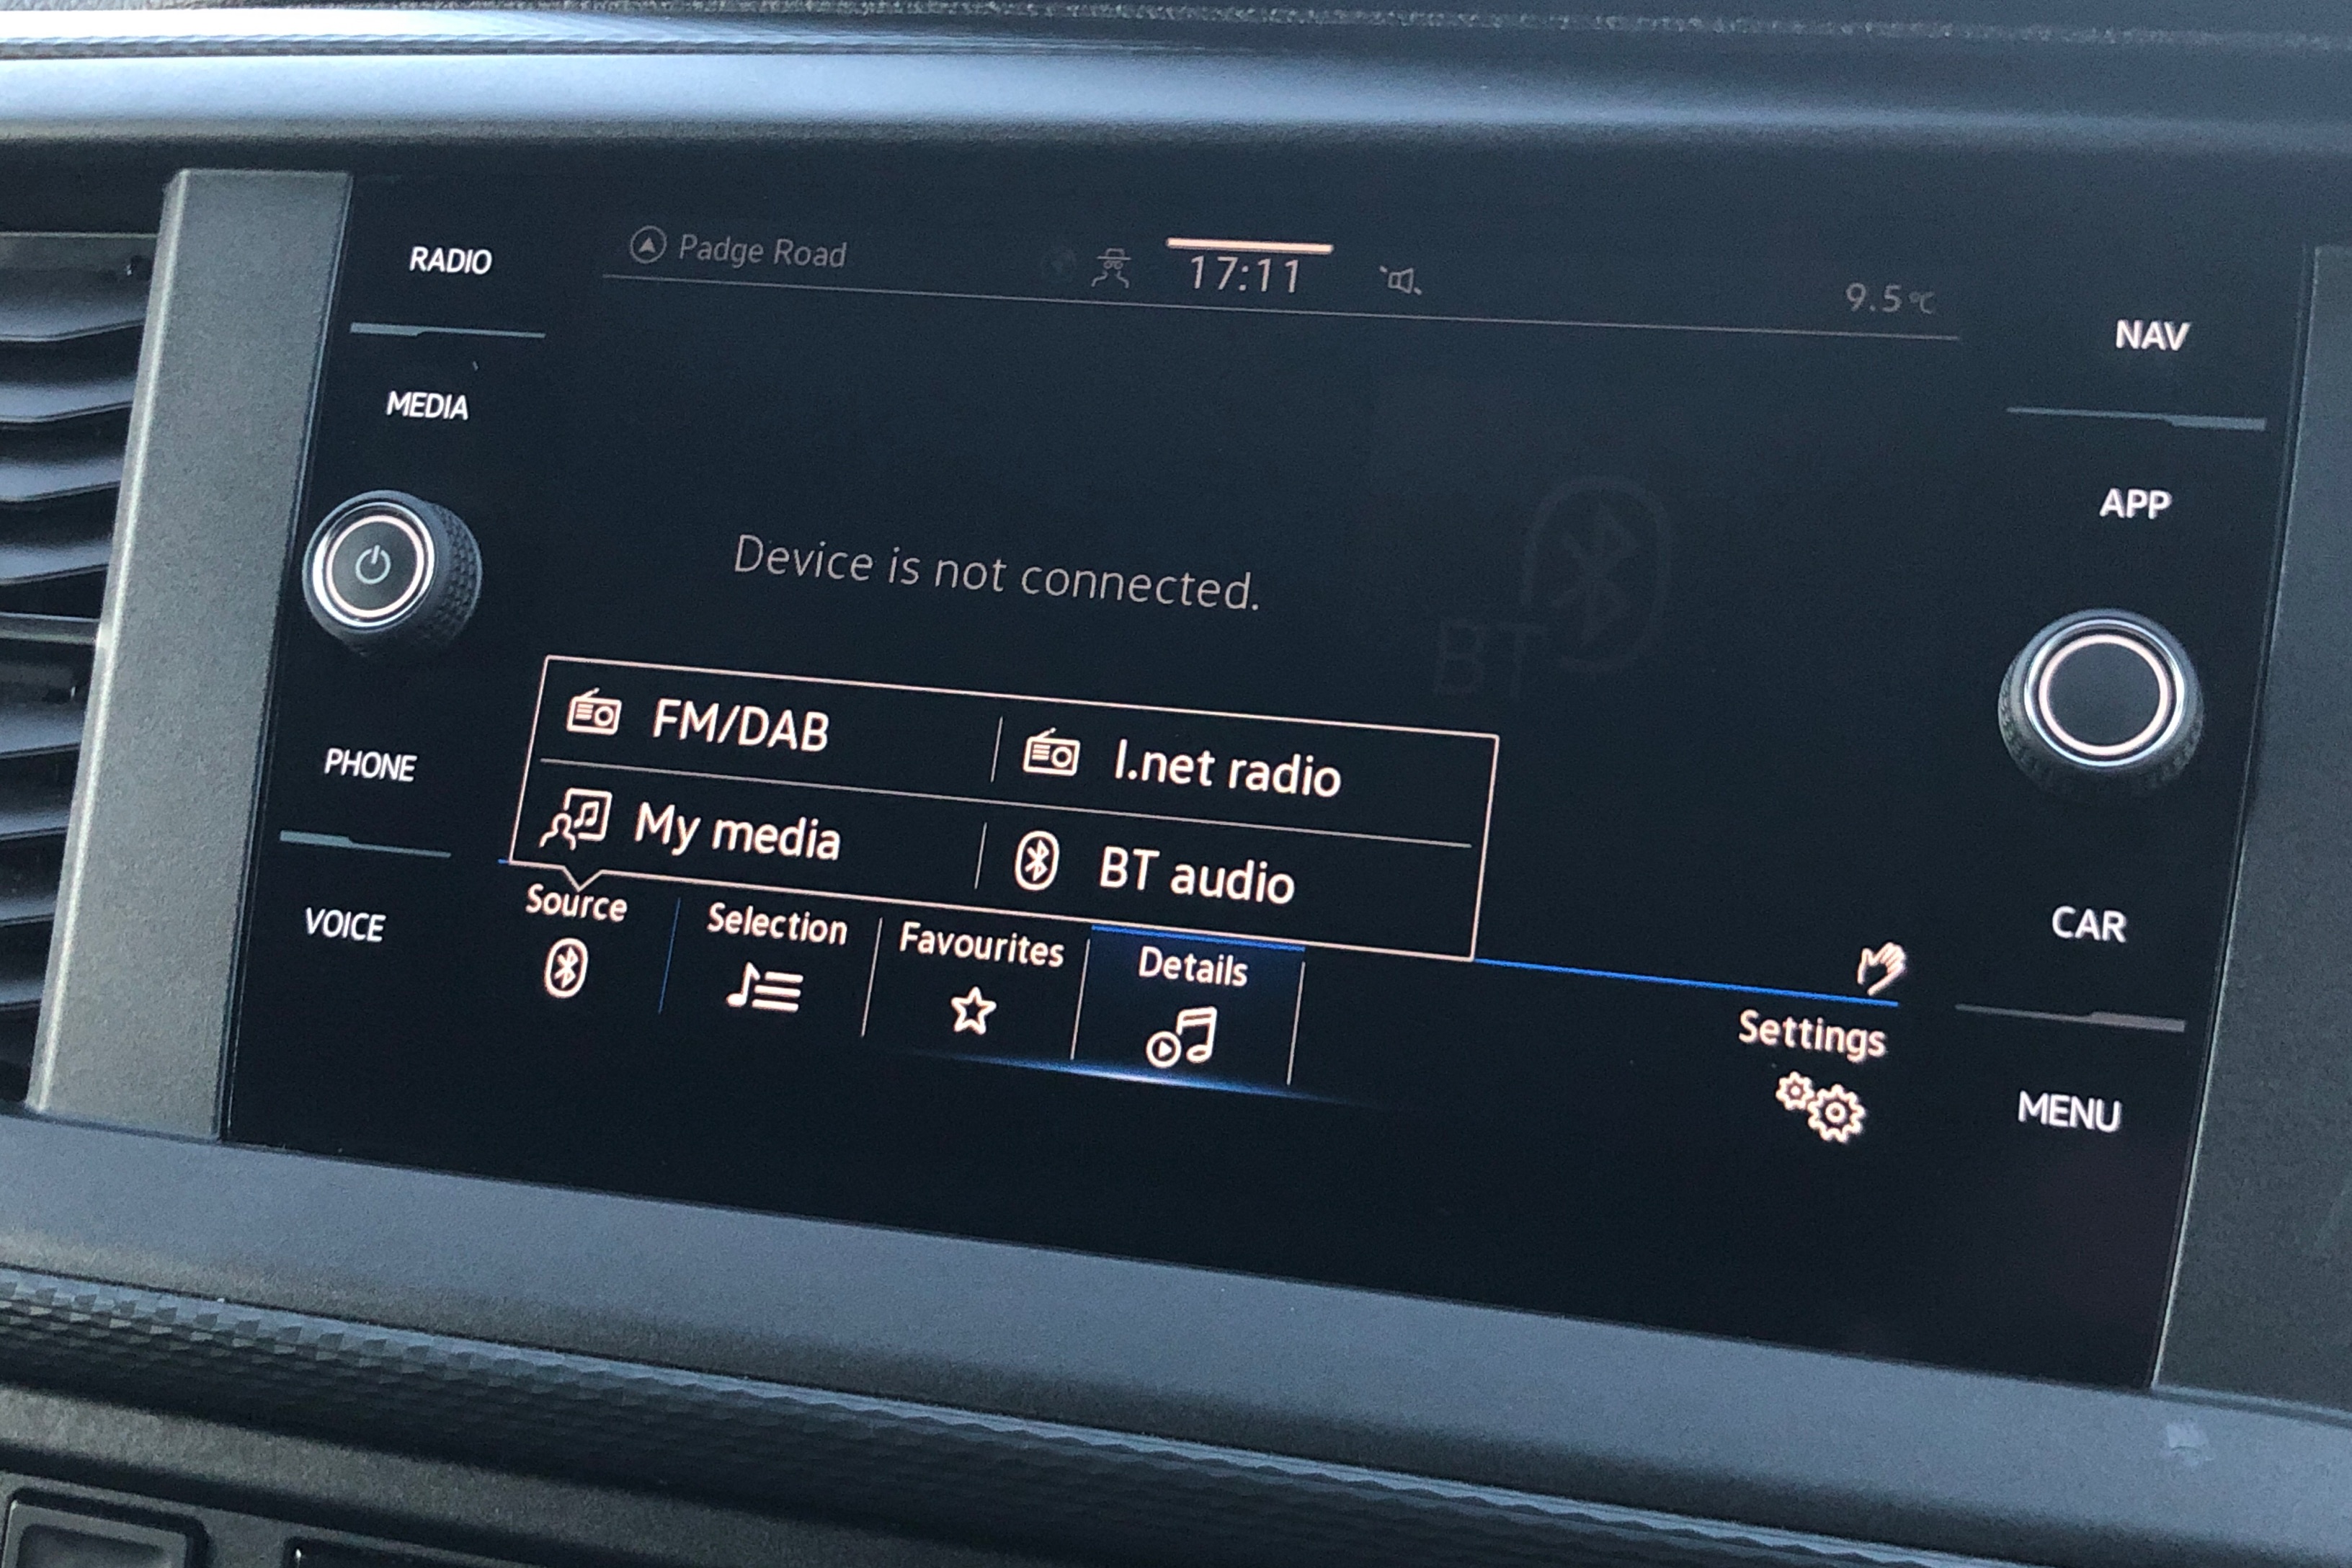 RADIO
MEDIA
PHONE
VOICE
Padge Road
17:11
9.5°C
Device is not connected.
BT
FM/DAB
I.net radio
My media
BT audio
Source
Selection
Favourites
Details
Settings
NAV
APP
CAR
MENU